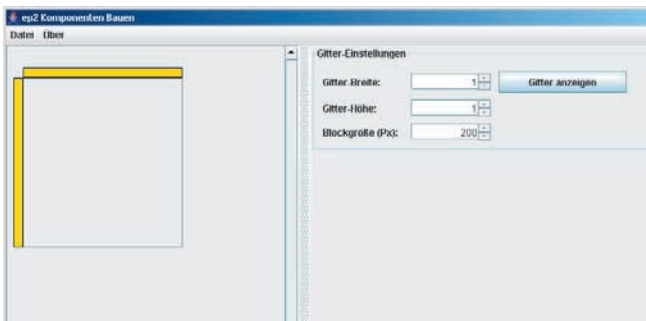 ep2 Komponenten Bauen
Datei Über
Gitter-Einstellungen
Gitter-Breite: 1 Gitter anzeigen
Gitter-Höhe: 1
Blockgröße (Px): 200